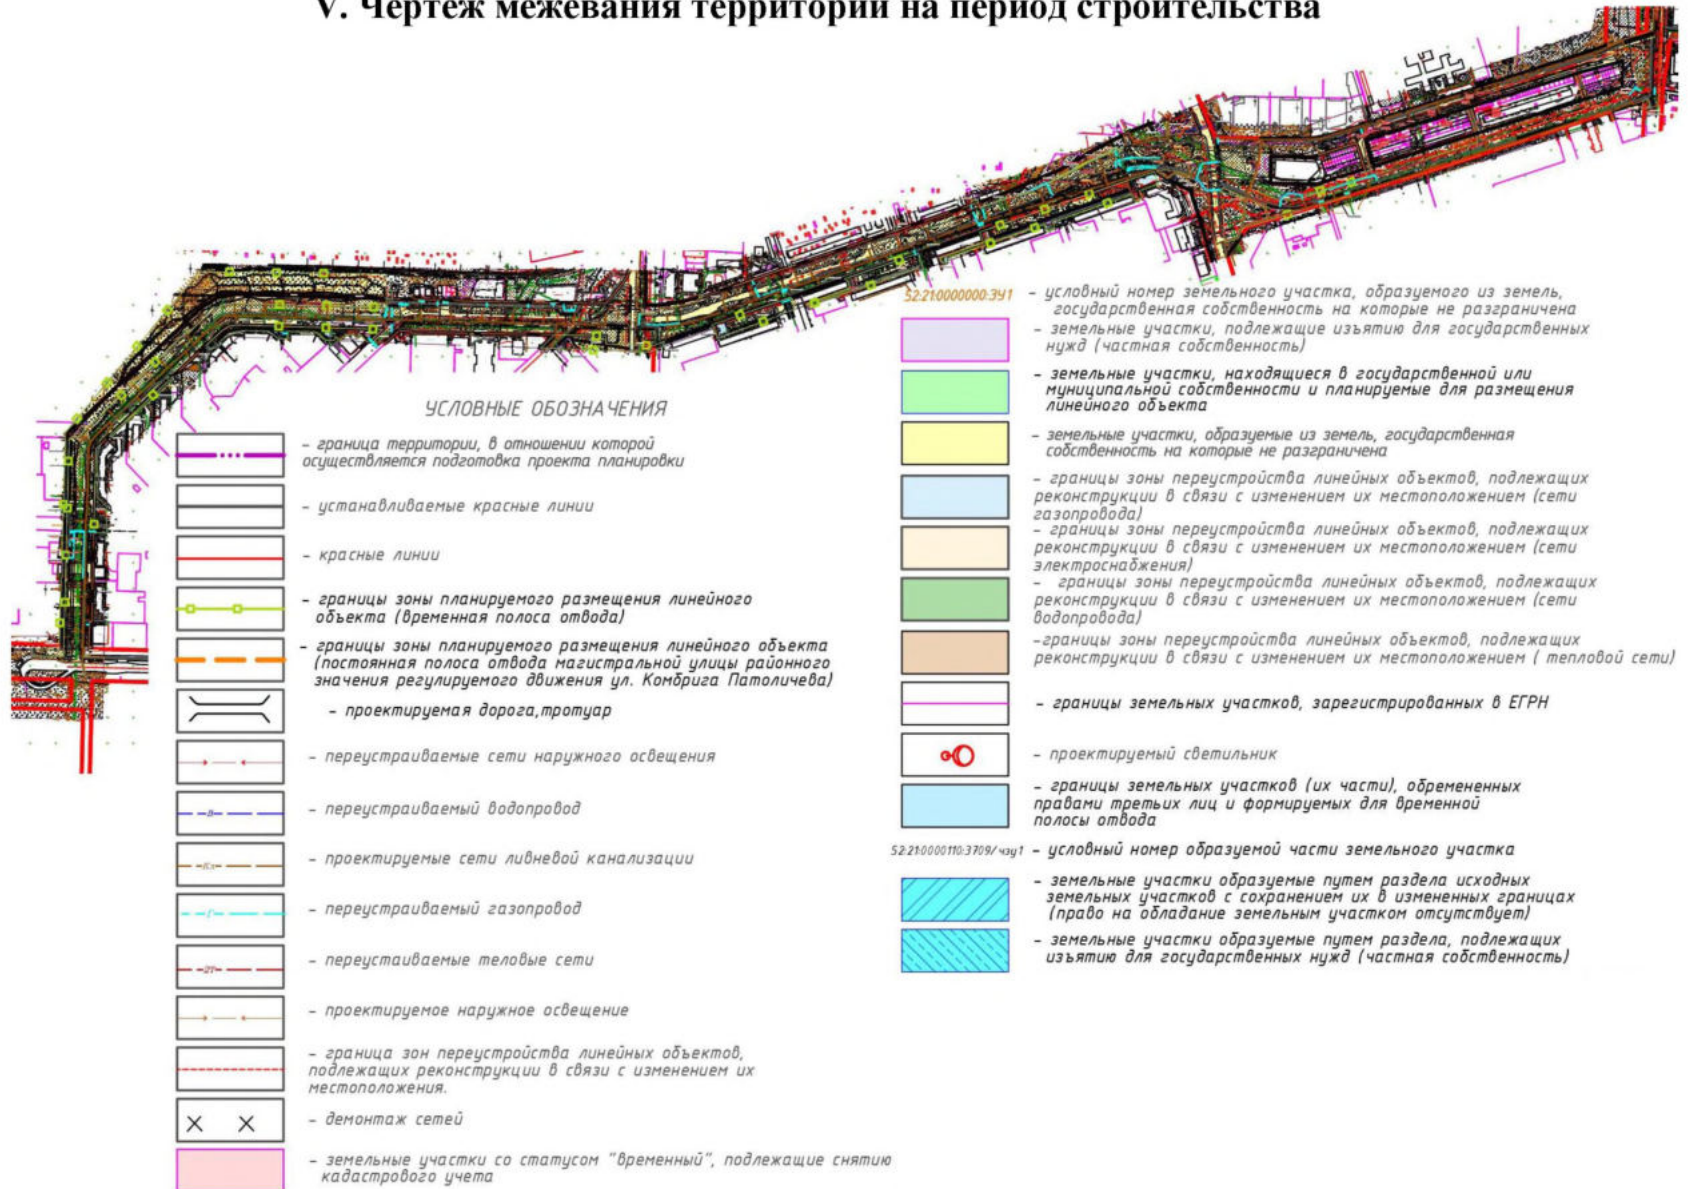 V. Чертеж межевания территории на период строительства
УСЛОВНЫЕ ОБОЗНАЧЕНИЯ
- граница территории, в отношении которой
осуществляется подготовка проекта планировки
- устанавливаемые красные линии
- красные линии
- границы зоны планируемого размещения линейного
объекта (временная полоса отвода)
- границы зоны планируемого размещения линейного объекта
(постоянная полоса отвода магистральной улицы районного
значения регулируемого движения ул. Комбрига Патоличева)
- проектируемая дорога,тротуар
- переустраиваемые сети наружного освещения
В
- переустраиваемый водопровод
- проектируемые сети ливневой канализации
Г
- переустраиваемый газопровод
- переустаиваемые теловые сети
- проектируемое наружное освещение
- граница зон переустройства линейных объектов,
подлежащих реконструкции в связи с изменением их
местоположения.
- демонтаж сетей
- земельные участки со статусом "временный", подлежащие снятию
кадастрового учета
52:21:0000000:ЗУ1 - условный номер земельного участка, образуемого из земель,
государственная собственность на которые не разграничена
- земельные участки, подлежащие изъятию для государственных
нужд (частная собственность)
- земельные участки, находящиеся в государственной или
муниципальной собственности и планируемые для размещения
линейного объекта
- земельные участки, образуемые из земель, государственная
собственность на которые не разграничена
- границы зоны переустройства линейных объектов, подлежащих
реконструкции в связи с изменением их местоположением (сети
газопровода)
- границы зоны переустройства линейных объектов, подлежащих
реконструкции в связи с изменением их местоположением (сети
электроснабжения)
- границы зоны переустройства линейных объектов, подлежащих
реконструкции в связи с изменением их местоположением (сети
водопровода)
-границы зоны переустройства линейных объектов, подлежащих
реконструкции в связи с изменением их местоположением ( тепловой сети)
- границы земельных участков, зарегистрированных в ЕГРН
- проектируемый светильник
- границы земельных участков (их части), обремененных
правами третьих лиц и формируемых для временной
полосы отвода
52:21:0000110:3709/чзу1 - условный номер образуемой части земельного участка
- земельные участки образуемые путем раздела исходных
земельных участков с сохранением их в измененных границах
(право на обладание земельным участком отсутствует)
- земельные участки образуемые путем раздела, подлежащих
изъятию для государственных нужд (частная собственность)